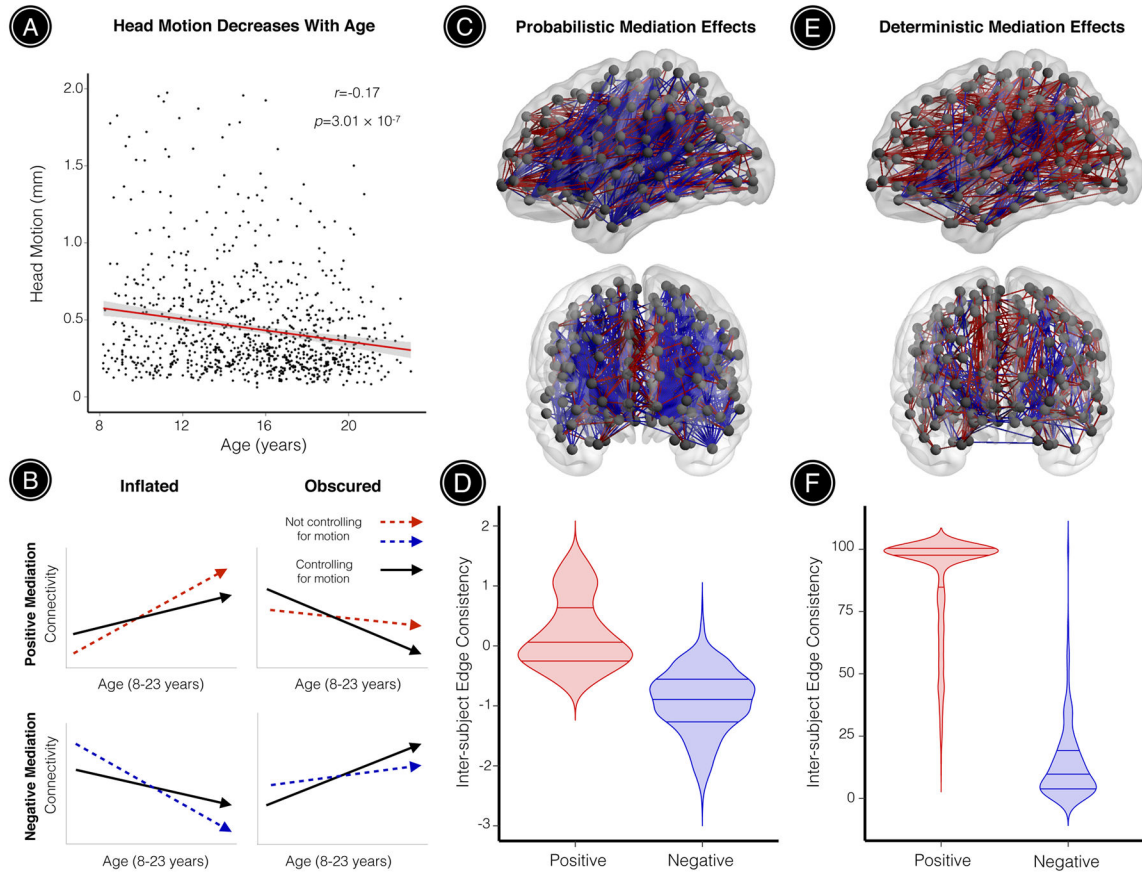 A
Head Motion Decreases With Age
r=-0.17
p=3.01 × 10-7
Head Motion (mm)
2.0
1.5
1.0
0.5
0
8
12
16
20
Age (years)
B
Inflated
Obscured
Not controlling
for motion
Controlling
for motion
Positive Mediation
Connectivity
Age (8-23 years)
Age (8-23 years)
Negative Mediation
Connectivity
Age (8-23 years)
Age (8-23 years)
C
Probabilistic Mediation Effects
D
Inter-subject Edge Consistency
2
1
0
-1
-2
-3
Positive
Negative
E
Deterministic Mediation Effects
F
Inter-subject Edge Consistency
100
75
50
25
0
Positive
Negative